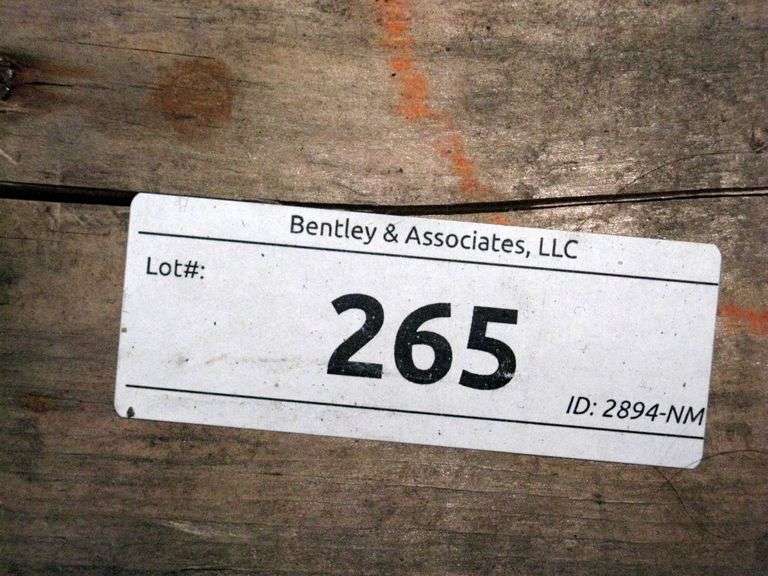 Bentley & Associates, LLC
Lot#:
265
ID: 2894-NM